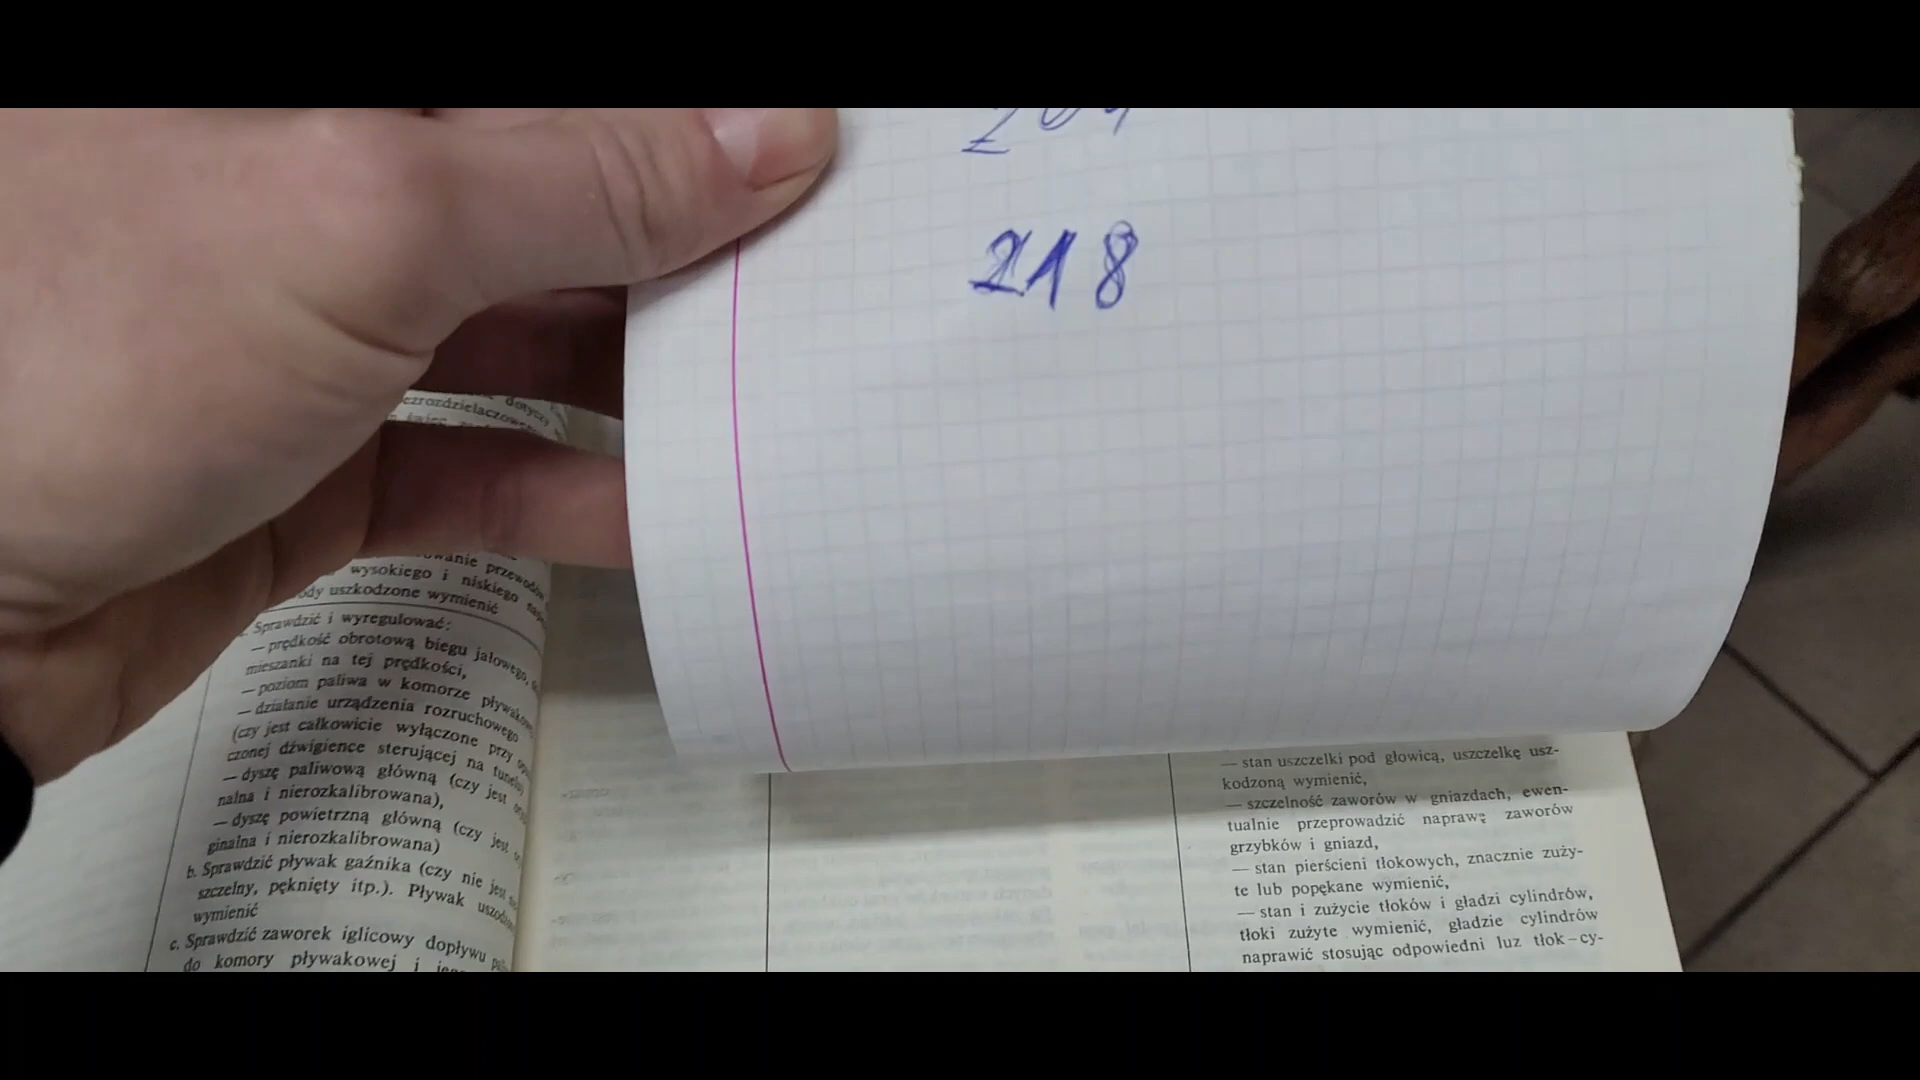 218
ezrozdzielaczow
wysokiego i niskiego
uszkodzone wymienić
Sprawdzić i wyregulować:
— prędkość obrotową biegu jałowego,
mieszanki na tej prędkości,
— poziom paliwa w komorze
— działanie urządzenia rozruchowego
(czy jest całkowicie wyłączone przy
czonej dźwigience sterującej na
— dyszę paliwową główną (czy jest
nalna i nierozkalibrowana),
— dyszę powietrzną główną (czy jest
ginalna i nierozkalibrowana)
b. Sprawdzić pływak gaźnika (czy nie jest
szczelny, pęknięty itp.). Pływak
wymienić
c. Sprawdzić zaworek iglicowy dopływu
do komory pływakowej i
— stan uszczelki pod głowicą, uszczelkę usz-
kodzoną wymienić,
— szczelność zaworów w gniazdach, ewen-
tualnie przeprowadzić naprawę zaworów
grzybków i gniazd,
— stan pierścieni tłokowych, znacznie zuży-
te lub popękane wymienić,
— stan i zużycie tłoków i gładzi cylindrów,
tłoki zużyte wymienić, gładzie cylindrów
naprawić stosując odpowiedni luz tłok-cy-